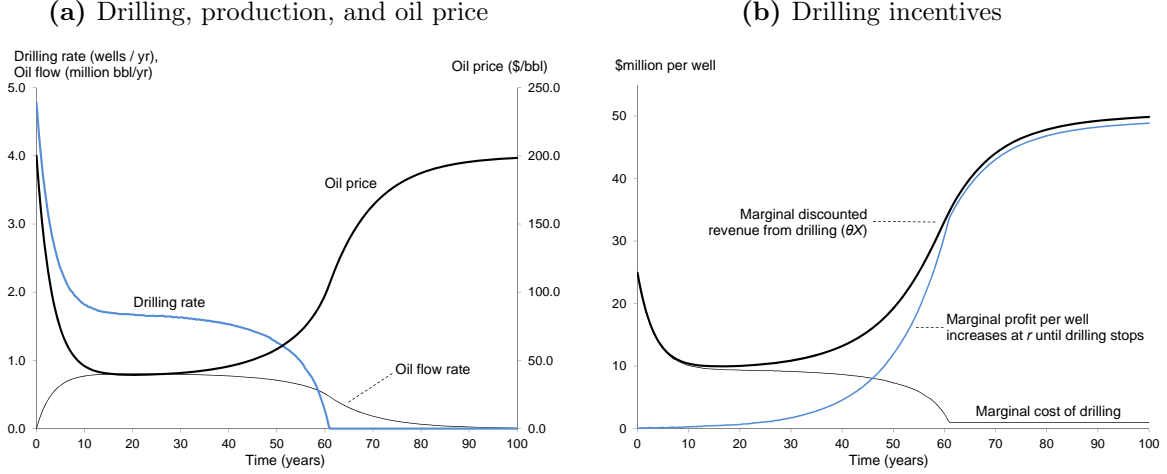 (a) Drilling, production, and oil price
Drilling rate (wells / yr),
Oil flow (million bbl/yr)
Oil price ($/bbl)
5.0
4.0
3.0
2.0
1.0
0.0
250.0
200.0
150.0
100.0
50.0
0.0
Oil price
Drilling rate
Oil flow rate
0 10 20 30 40 50 60 70 80 90 100
Time (years)
(b) Drilling incentives
$million per well
50
40
30
20
10
0
Marginal discounted
revenue from drilling (θX)
Marginal profit per well
increases at r until drilling stops
Marginal cost of drilling
0 10 20 30 40 50 60 70 80 90 100
Time (years)